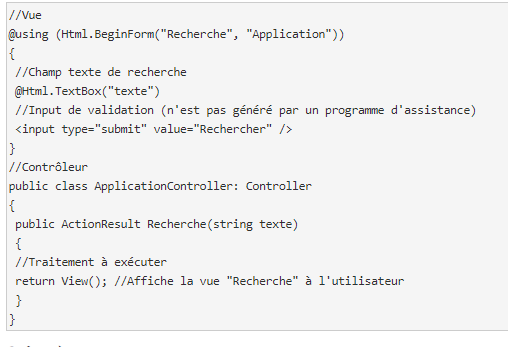 //Vue
@using (Html.BeginForm("Recherche", "Application"))
{
//Champ texte de recherche
@Html.TextBox("texte")
//Input de validation (n'est pas généré par un programme d'assistance)
<input type="submit" value="Rechercher" />
}
//Contrôleur
public class ApplicationController: Controller
{
public ActionResult Recherche(string texte)
{
//Traitement à exécuter
return View(); //Affiche la vue "Recherche" à l'utilisateur
}
}